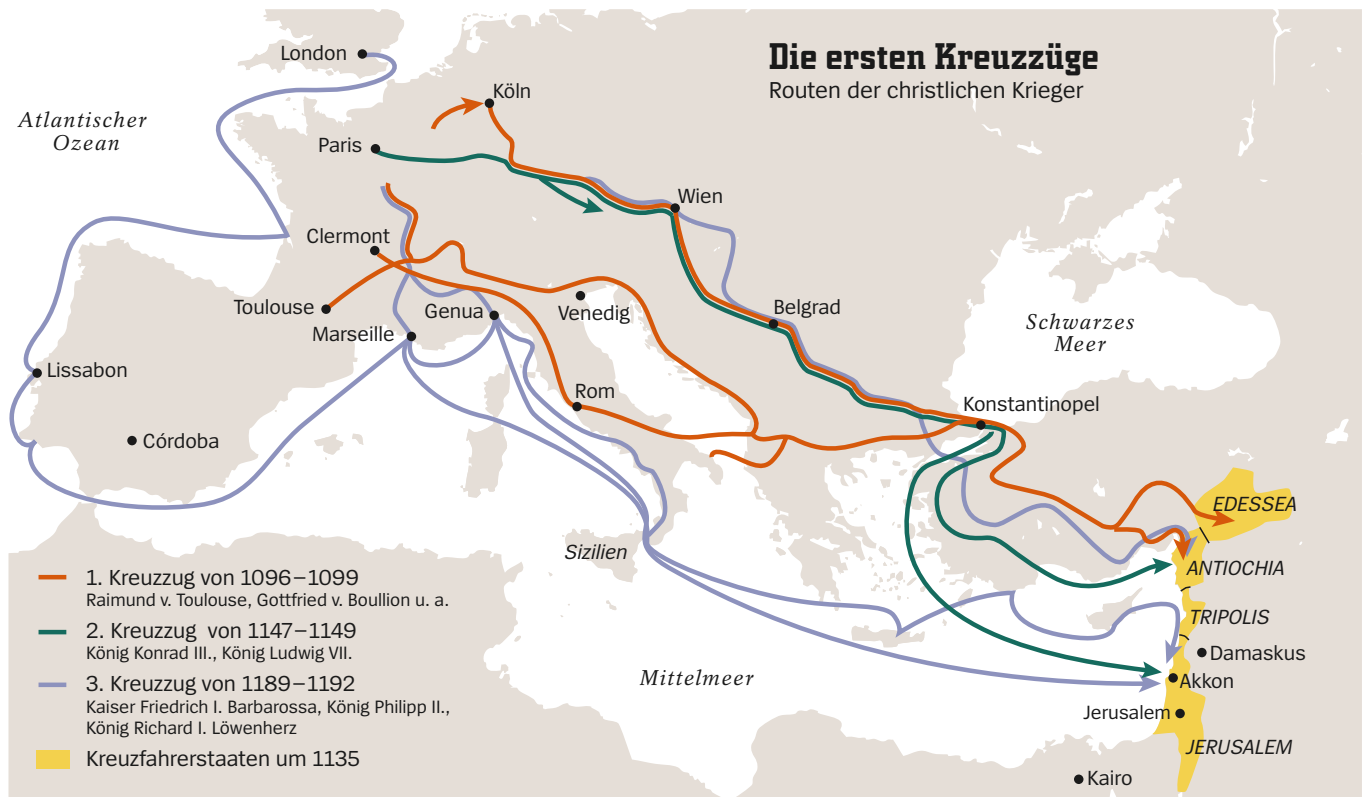 Die ersten Kreuzzüge
Routen der christlichen Krieger
London
Atlantischer
Ozean
Köln
Paris
Wien
Clermont
Toulouse
Marseille
Genua
Venedig
Belgrad
Schwarzes
Meer
Lissabon
Córdoba
Rom
Konstantinopel
Sizilien
EDESSEA
ANTIOCHIA
TRIPOLIS
Damaskus
Mittelmeer
Akkon
Jerusalem
JERUSALEM
Kairo
1. Kreuzzug von 1096–1099
Raimund v. Toulouse, Gottfried v. Boullion u. a.
2. Kreuzzug von 1147–1149
König Konrad III., König Ludwig VII.
3. Kreuzzug von 1189–1192
Kaiser Friedrich I. Barbarossa, König Philipp II.,
König Richard I. Löwenherz
Kreuzfahrerstaaten um 1135